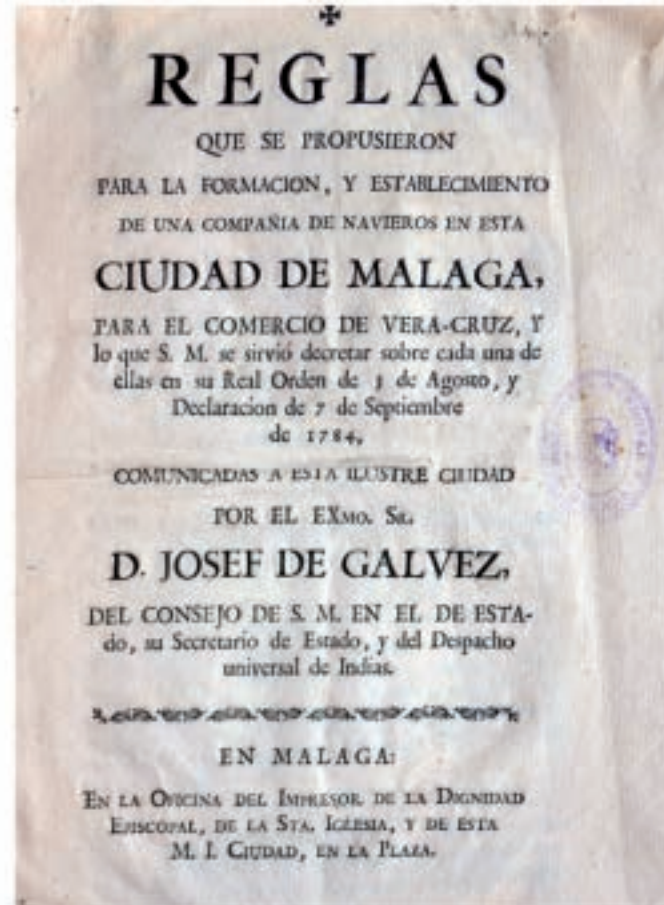 REGLAS
QUE SE PROPUSIERON
PARA LA FORMACION, Y ESTABLECIMIENTO
DE UNA COMPAÑIA DE NAVIEROS EN ESTA
CIUDAD DE MALAGA,
PARA EL COMERCIO DE VERA-CRUZ, Y
lo que S. M. se sirvió decretar sobre cada una de
ellas en su Real Orden de 3 de Agosto, y
Declaracion de 7 de Septiembre
de 1784,
COMUNICADAS A ESTA ILUSTRE CIUDAD
POR EL EXMO. SR.
D. JOSEF DE GALVEZ,
DEL CONSEJO DE S. M. EN EL DE ESTA-
do, su Secretario de Estado, y del Despacho
universal de Indias.
EN MALAGA:
EN LA OFICINA DEL IMPRESOR DE LA DIGNIDAD
EPISCOPAL, DE LA STA. IGLESIA, Y DE ESTA
M. I. CIUDAD, EN LA PLAZA.